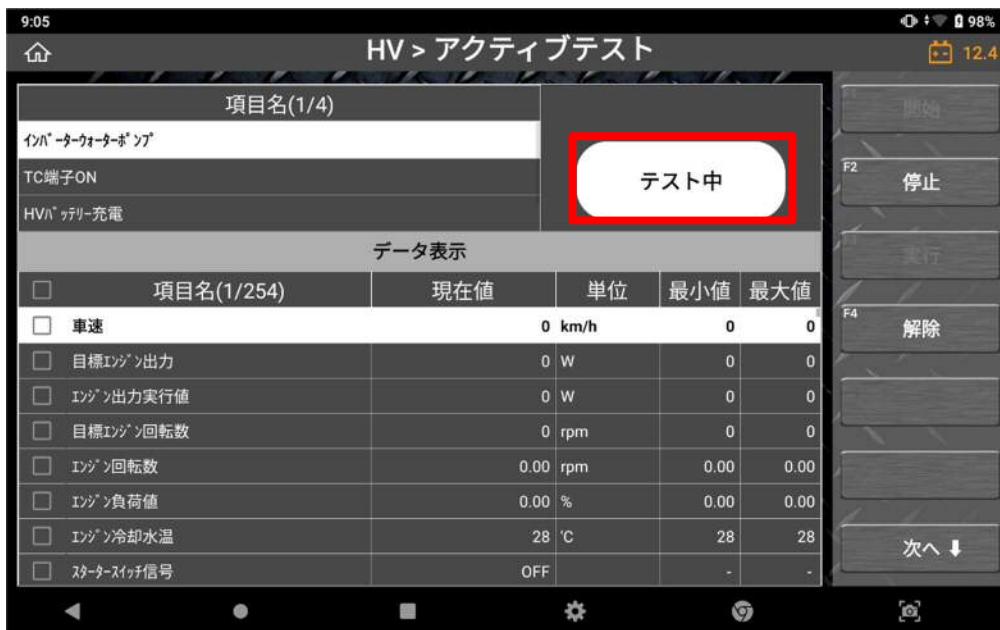 9:05 98%
HV > アクティブテスト 12.4
項目名(1/4)
インバーターウォーターポンプ
TC端子ON
HVバッテリー充電
テスト中
データ表示
項目名(1/254) 現在値 単位 最小値 最大値
車速 0 km/h 0 0
目標エンジン出力 0 W 0 0
エンジン出力実行値 0 W 0 0
目標エンジン回転数 0 rpm 0 0
エンジン回転数 0.00 rpm 0.00 0.00
エンジン負荷値 0.00 % 0.00 0.00
エンジン冷却水温 28 ℃ 28 28
スタータースイッチ信号 OFF - -
F1 開始
F2 停止
F3 実行
F4 解除
次へ ⬇